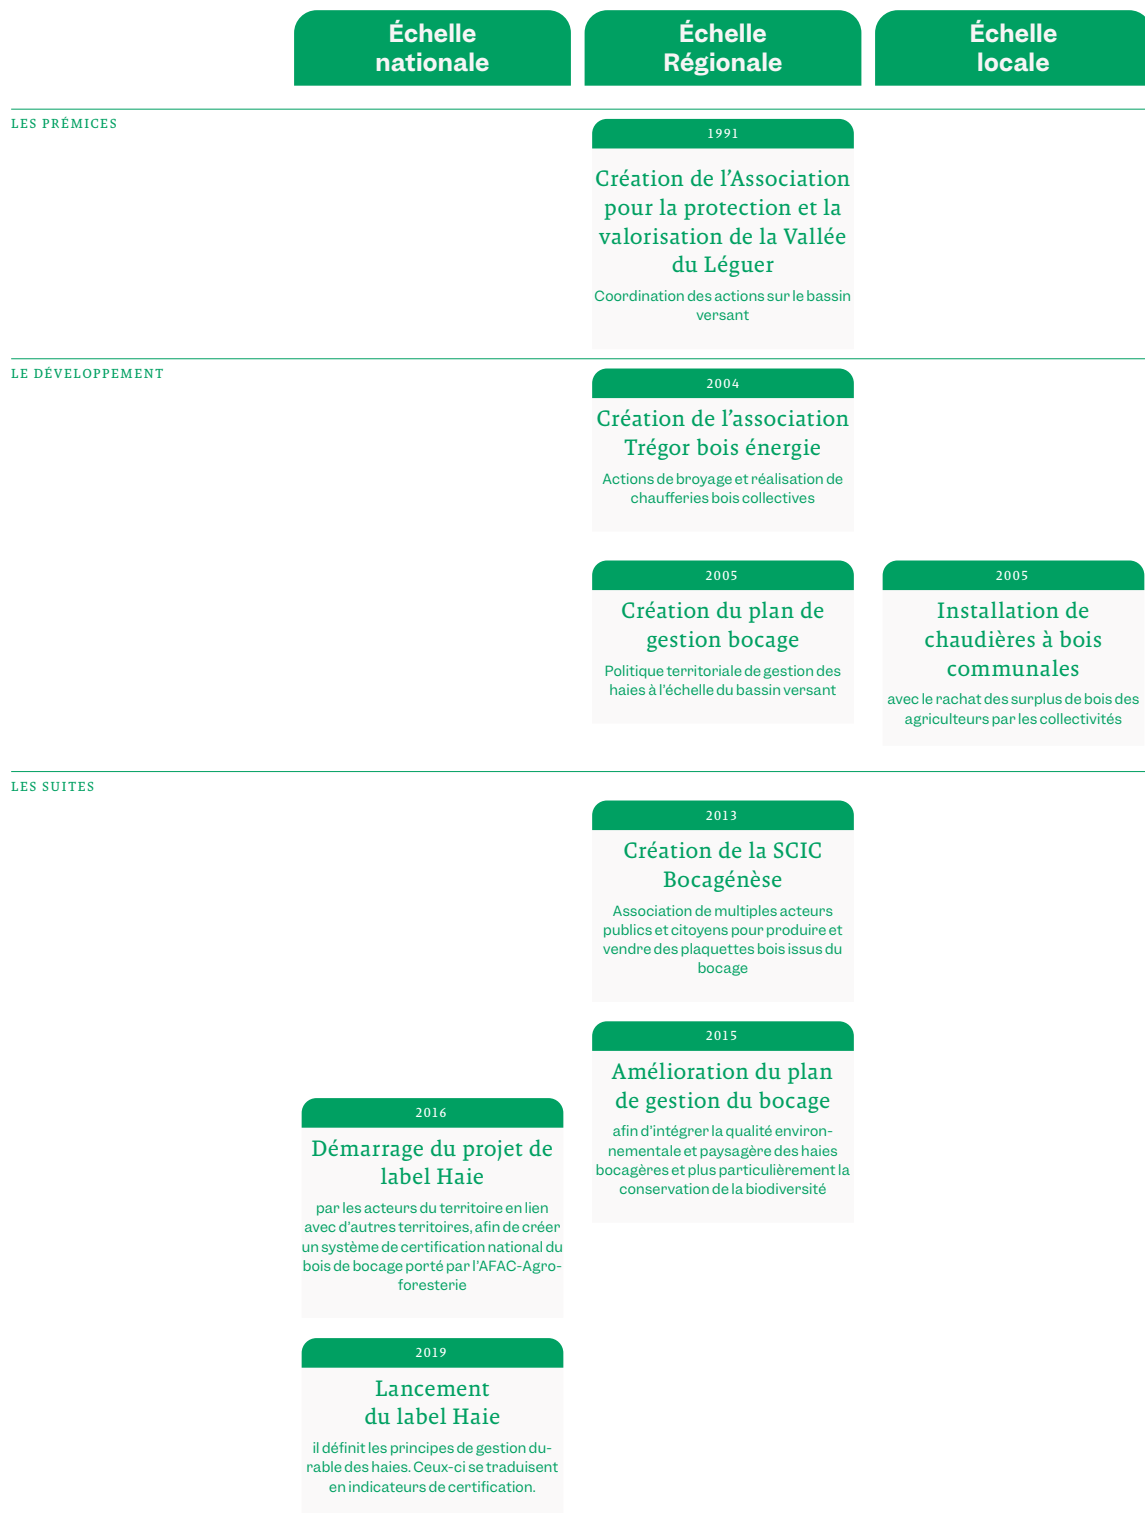 Échelle
nationale
Échelle
Régionale
Échelle
locale
LES PRÉMICES
1991
Création de l’Association
pour la protection et la
valorisation de la Vallée
du Léguer
Coordination des actions sur le bassin
versant
LE DÉVELOPPEMENT
2004
Création de l’association
Trégor bois énergie
Actions de broyage et réalisation de
chaufferies bois collectives
2005
Création du plan de
gestion bocage
Politique territoriale de gestion des
haies à l’échelle du bassin versant
2005
Installation de
chaudières à bois
communales
avec le rachat des surplus de bois des
agriculteurs par les collectivités
LES SUITES
2013
Création de la SCIC
Bocagénèse
Association de multiples acteurs
publics et citoyens pour produire et
vendre des plaquettes bois issus du
bocage
2015
Amélioration du plan
de gestion du bocage
afin d’intégrer la qualité environ-
nementale et paysagère des haies
bocagères et plus particulièrement la
conservation de la biodiversité
2016
Démarrage du projet de
label Haie
par les acteurs du territoire en lien
avec d’autres territoires, afin de créer
un système de certification national du
bois de bocage porté par l’AFAC-Agro-
foresterie
2019
Lancement
du label Haie
il définit les principes de gestion du-
rable des haies. Ceux-ci se traduisent
en indicateurs de certification.